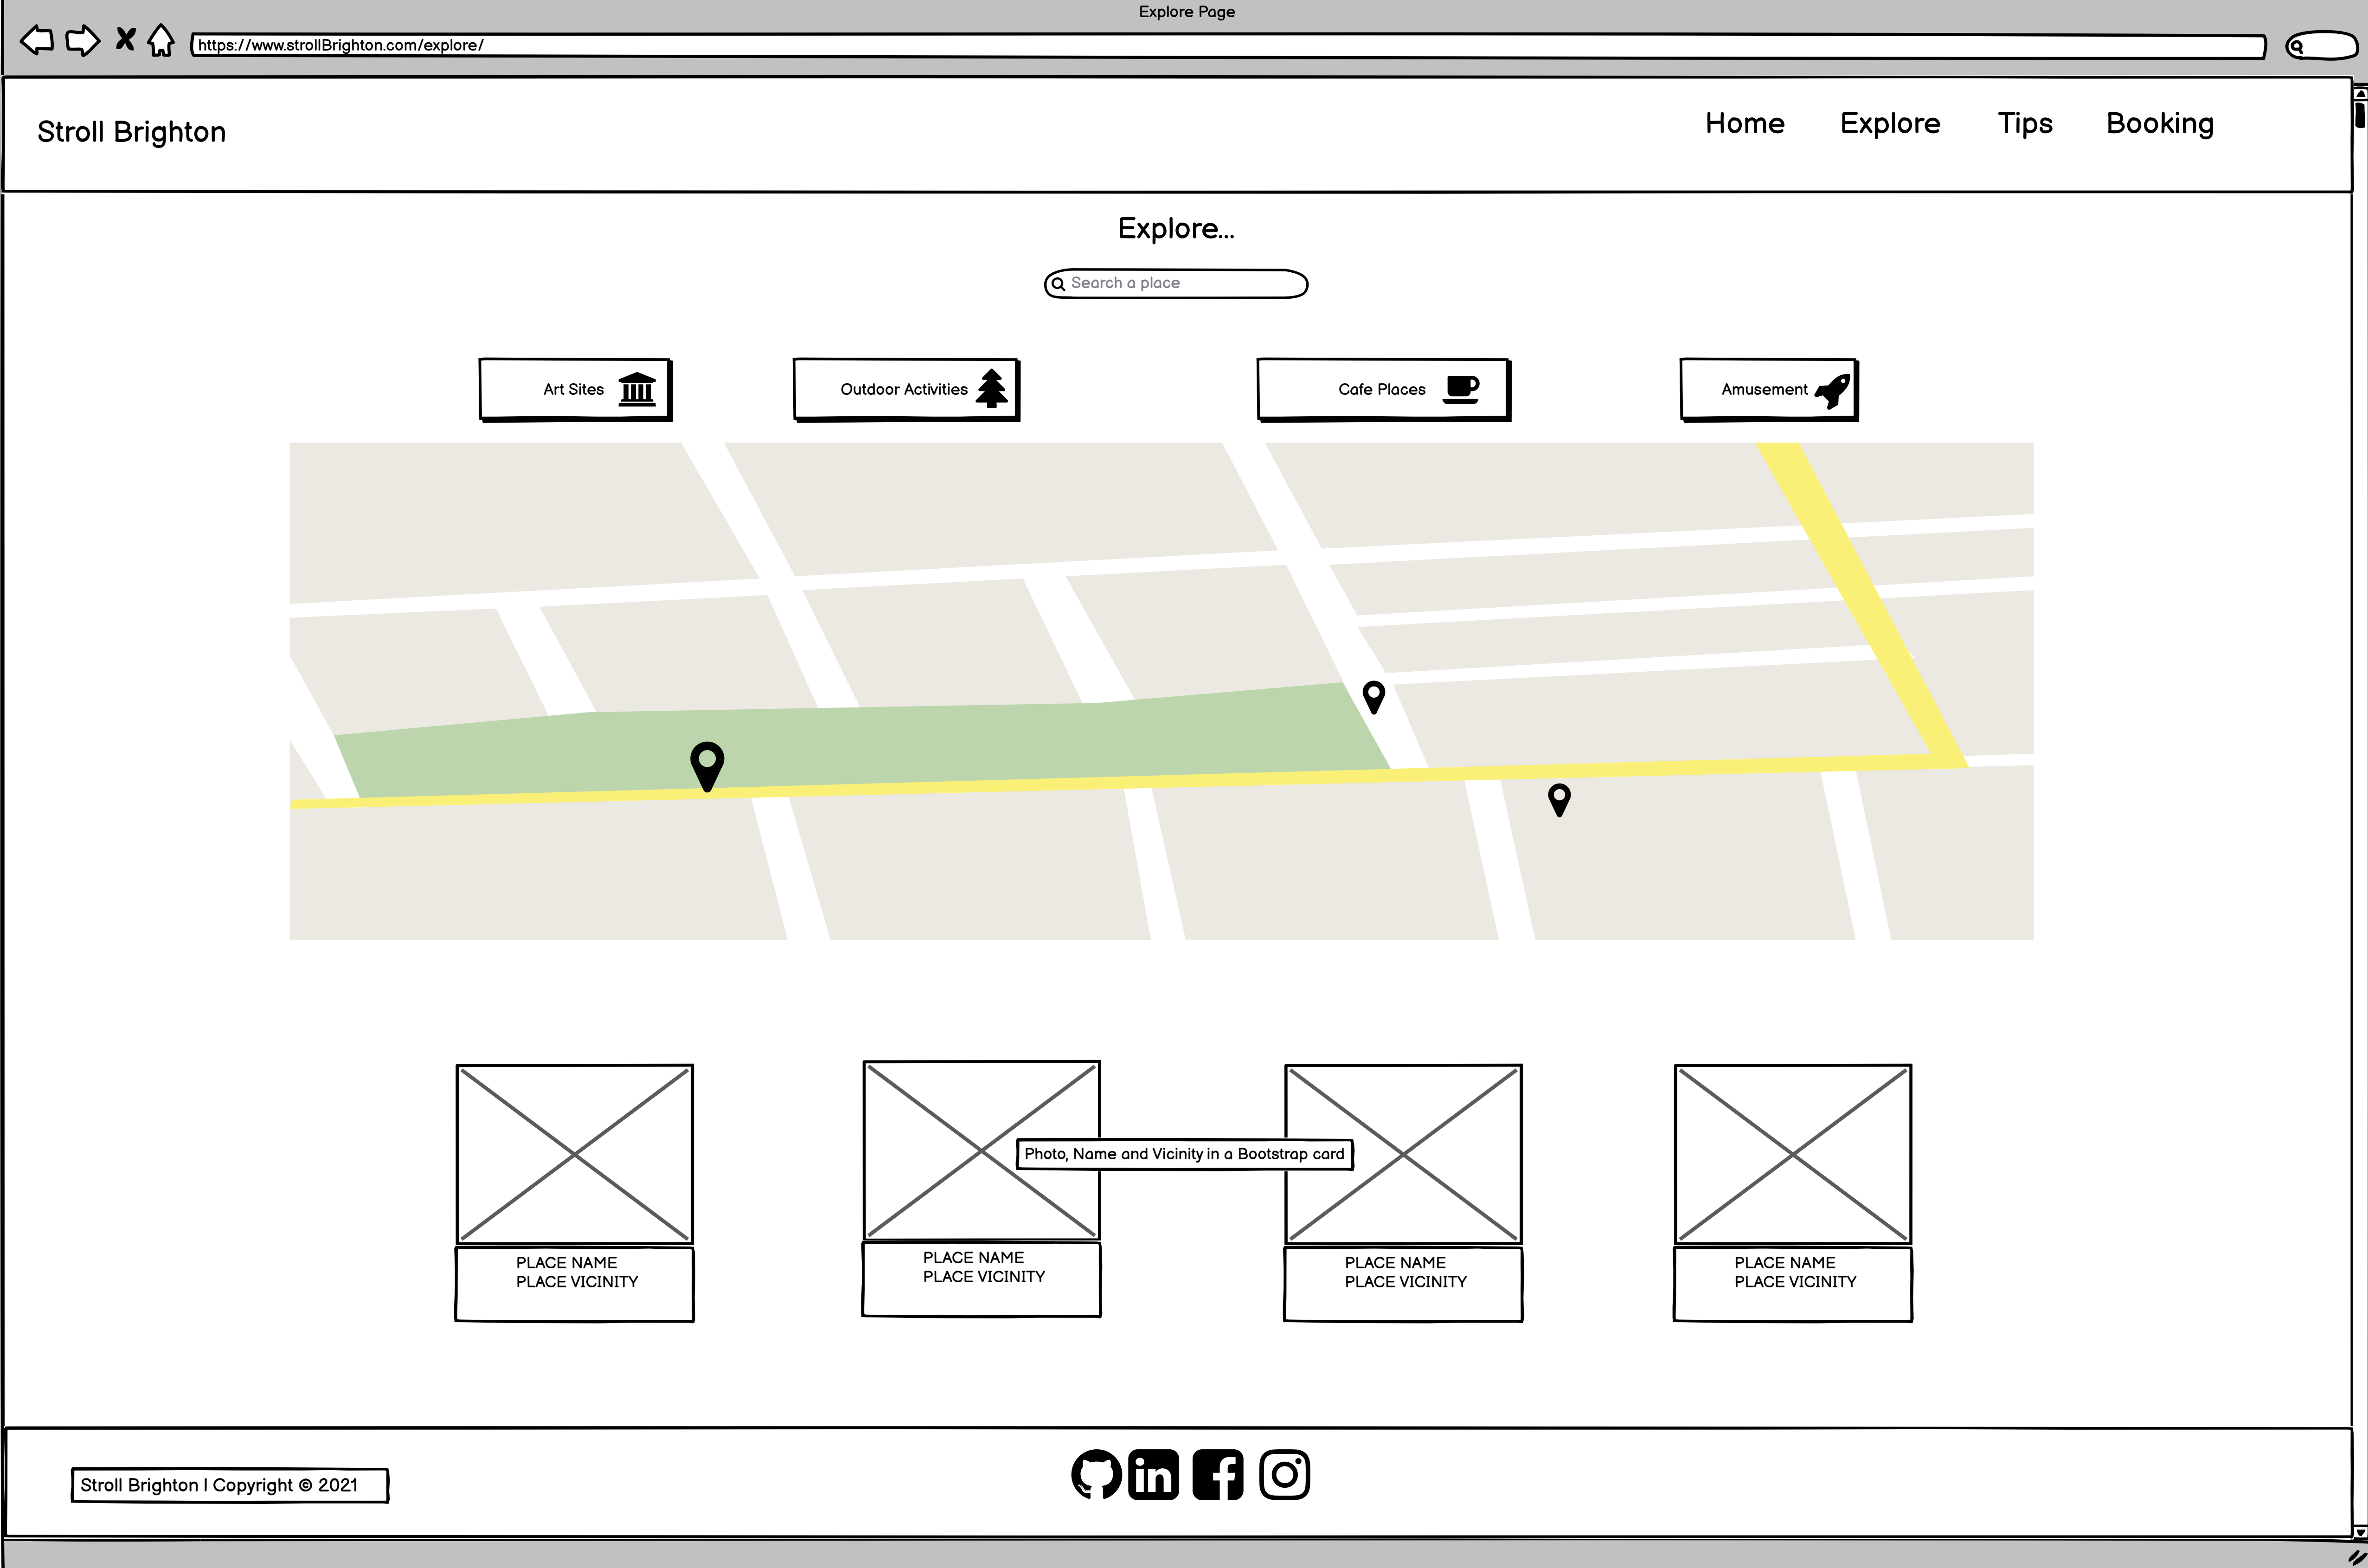 Explore Page
https://www.strollBrighton.com/explore/
Stroll Brighton
Home Explore Tips Booking
Explore...
Search a place
Art Sites
Outdoor Activities
Cafe Places
Amusement
Photo, Name and Vicinity in a Bootstrap card
PLACE NAME
PLACE VICINITY
PLACE NAME
PLACE VICINITY
PLACE NAME
PLACE VICINITY
PLACE NAME
PLACE VICINITY
Stroll Brighton | Copyright © 2021